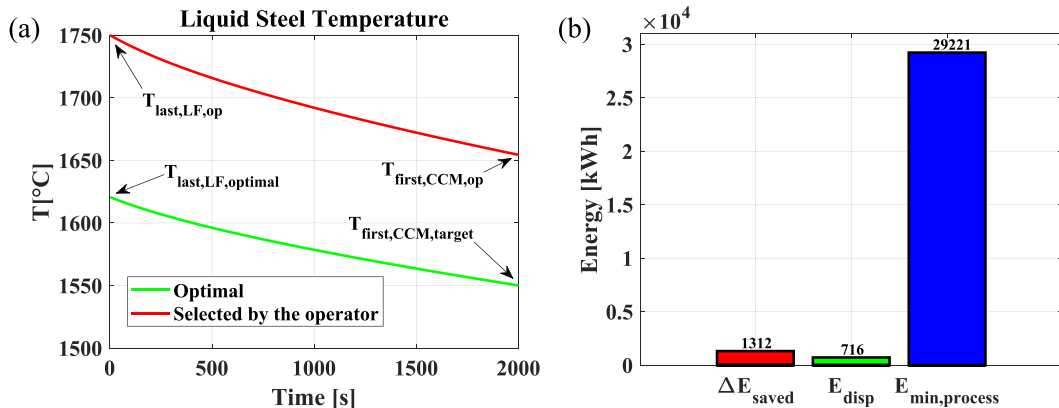 (a)
Liquid Steel Temperature
1750
1700
1650
1600
1550
1500
T[°C]
T_last,LF,op
T_first,CCM,op
T_last,LF,optimal
T_first,CCM,target
Optimal
Selected by the operator
0 500 1000 1500 2000
Time [s]
(b)
×10^4
3
2.5
2
1.5
1
0.5
0
Energy [kWh]
29221
1312
716
ΔE_saved E_disp E_min,process